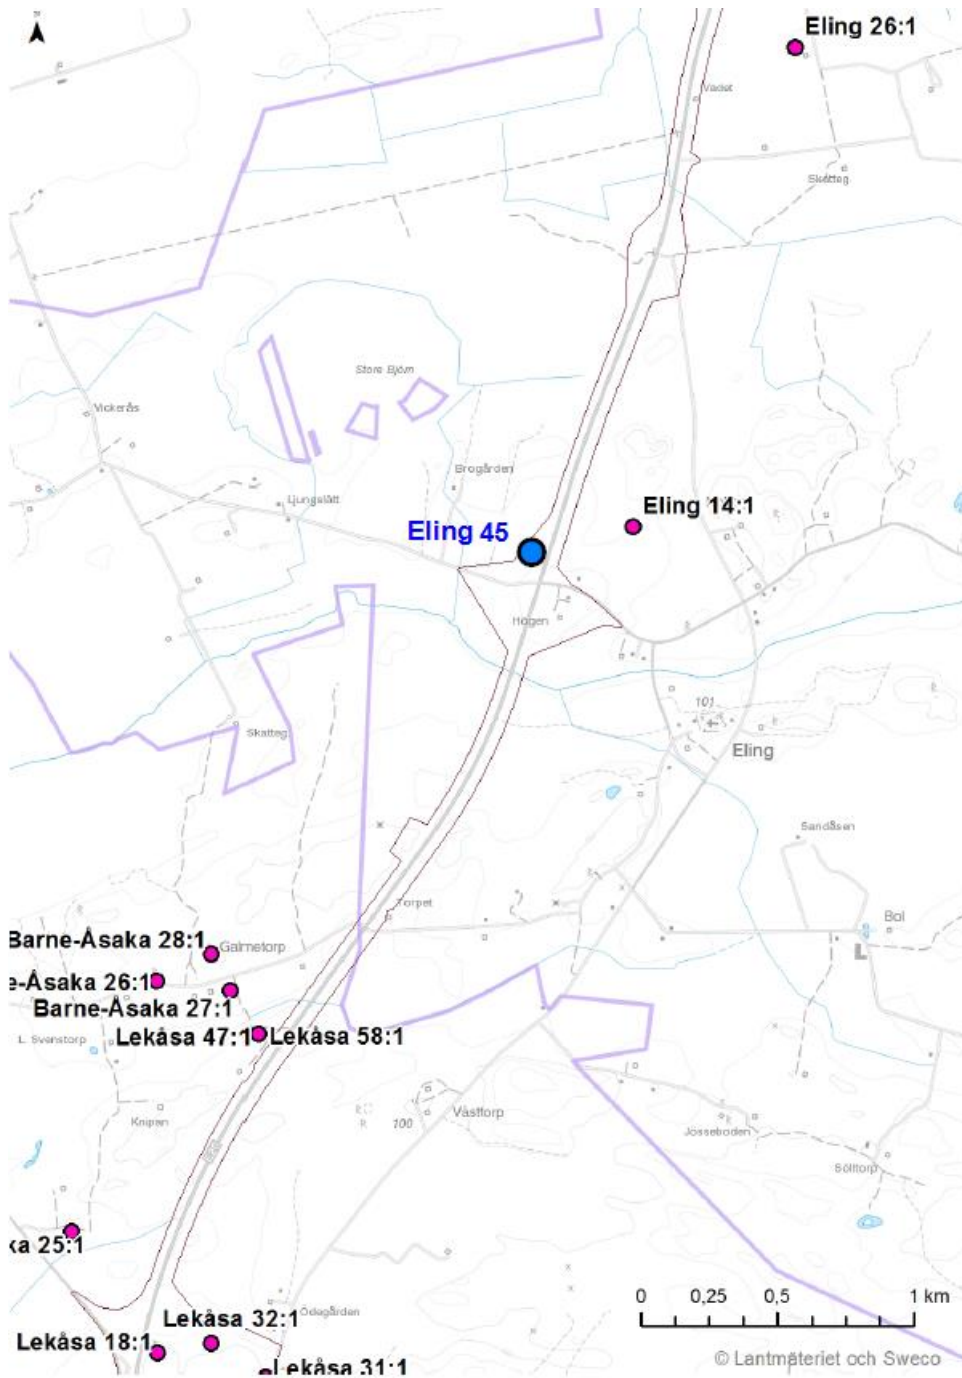 Eling 26:1
Vadet
Skatteg
Store Björn
Vickerås
Brogården
Ljungslätt
Eling 14:1
Eling 45
Högen
101
Skatteg
Eling
Sandåsen
Torpet
Bol
Barne-Åsaka 28:1
Galmetorp
e-Åsaka 26:1
Barne-Åsaka 27:1
L. Svenstorp
Lekåsa 47:1
Lekåsa 58:1
Knipan
R
100
Västtorp
Josseboden
Sölltorp
ka 25:1
0 0,25 0,5 1 km
Ödegården
Lekåsa 32:1
Lekåsa 18:1
Lekåsa 31:1
© Lantmäteriet och Sweco